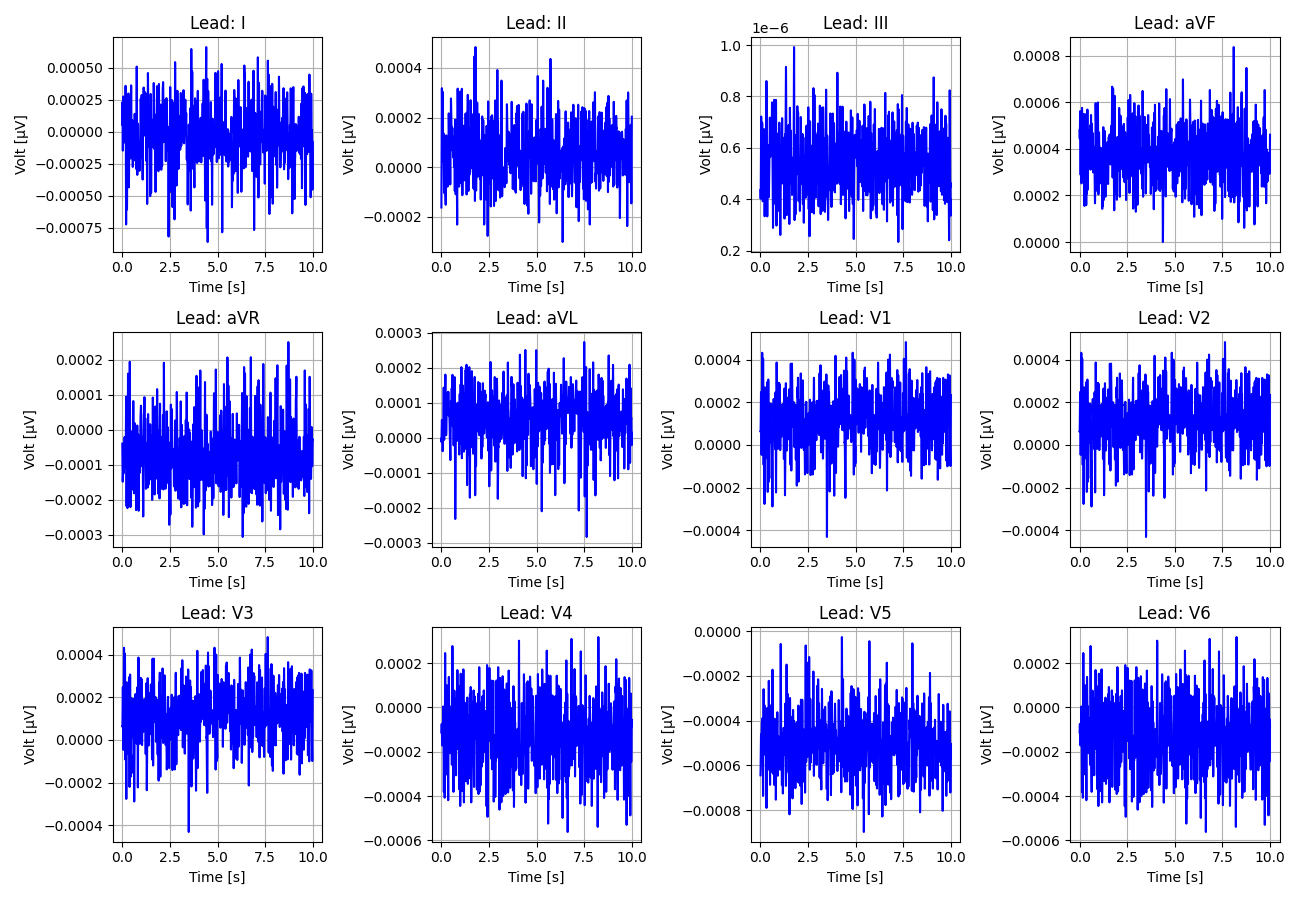 Lead: I
Lead: II
Lead: III
Lead: aVF
1e−6
0.00050
0.00025
0.00000
−0.00025
−0.00050
−0.00075
0.0004
0.0002
0.0000
−0.0002
1.0
0.8
0.6
0.4
0.2
0.0008
0.0006
0.0004
0.0002
0.0000
Volt [µV]
Volt [µV]
Volt [µV]
Volt [µV]
0.0 2.5 5.0 7.5 10.0
0.0 2.5 5.0 7.5 10.0
0.0 2.5 5.0 7.5 10.0
0.0 2.5 5.0 7.5 10.0
Time [s]
Time [s]
Time [s]
Time [s]
Lead: aVR
Lead: aVL
Lead: V1
Lead: V2
0.0002
0.0001
0.0000
−0.0001
−0.0002
−0.0003
0.0003
0.0002
0.0001
0.0000
−0.0001
−0.0002
−0.0003
0.0004
0.0002
0.0000
−0.0002
−0.0004
0.0004
0.0002
0.0000
−0.0002
−0.0004
Volt [µV]
Volt [µV]
Volt [µV]
Volt [µV]
0.0 2.5 5.0 7.5 10.0
0.0 2.5 5.0 7.5 10.0
0.0 2.5 5.0 7.5 10.0
0.0 2.5 5.0 7.5 10.0
Time [s]
Time [s]
Time [s]
Time [s]
Lead: V3
Lead: V4
Lead: V5
Lead: V6
0.0004
0.0002
0.0000
−0.0002
−0.0004
0.0002
0.0000
−0.0002
−0.0004
−0.0006
0.0000
−0.0002
−0.0004
−0.0006
−0.0008
0.0002
0.0000
−0.0002
−0.0004
−0.0006
Volt [µV]
Volt [µV]
Volt [µV]
Volt [µV]
0.0 2.5 5.0 7.5 10.0
0.0 2.5 5.0 7.5 10.0
0.0 2.5 5.0 7.5 10.0
0.0 2.5 5.0 7.5 10.0
Time [s]
Time [s]
Time [s]
Time [s]